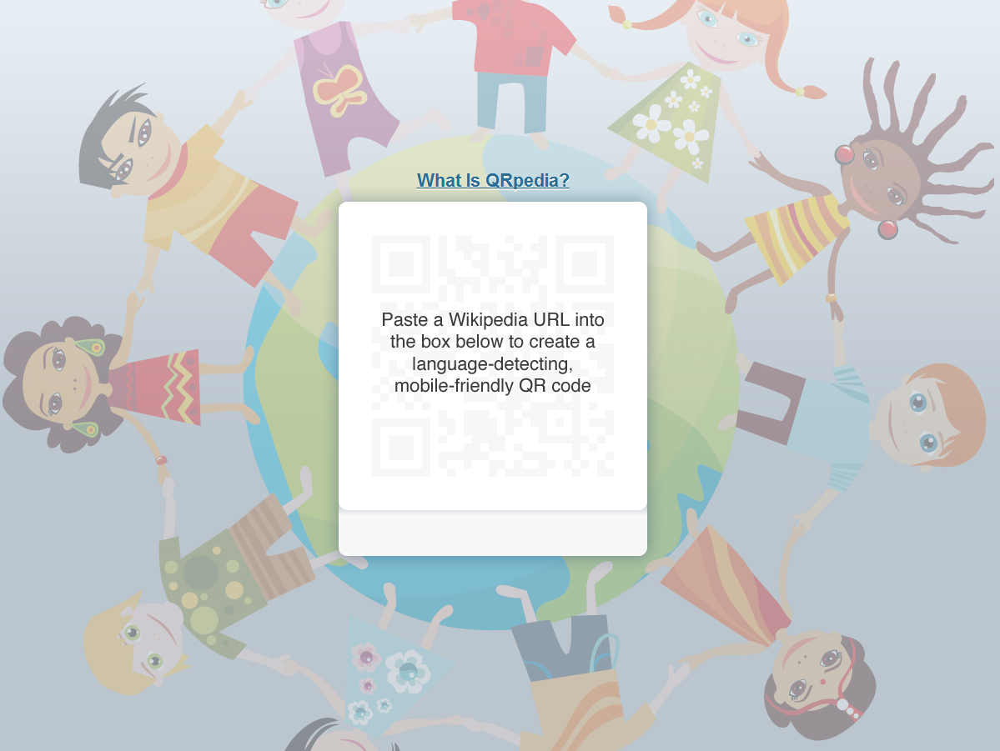 What Is QRpedia?
Paste a Wikipedia URL into
the box below to create a
language-detecting,
mobile-friendly QR code